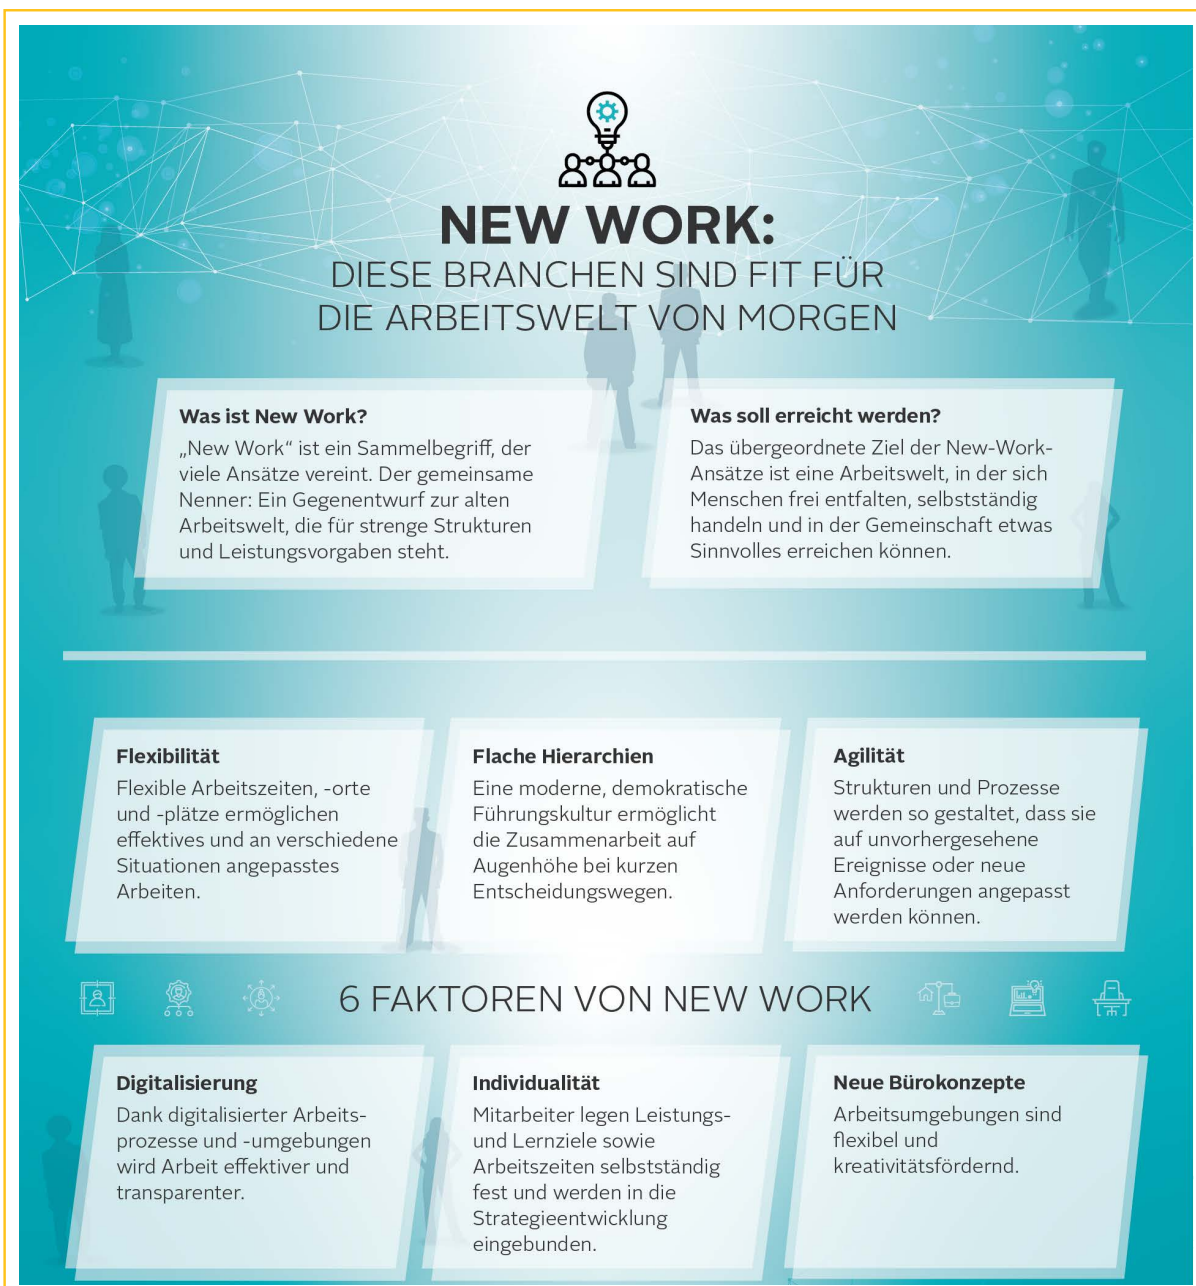 NEW WORK:
DIESE BRANCHEN SIND FIT FÜR
DIE ARBEITSWELT VON MORGEN
Was ist New Work?
„New Work“ ist ein Sammelbegriff, der
viele Ansätze vereint. Der gemeinsame
Nenner: Ein Gegenentwurf zur alten
Arbeitswelt, die für strenge Strukturen
und Leistungsvorgaben steht.
Was soll erreicht werden?
Das übergeordnete Ziel der New-Work-
Ansätze ist eine Arbeitswelt, in der sich
Menschen frei entfalten, selbstständig
handeln und in der Gemeinschaft etwas
Sinnvolles erreichen können.
Flexibilität
Flexible Arbeitszeiten, -orte
und -plätze ermöglichen
effektives und an verschiedene
Situationen angepasstes
Arbeiten.
Flache Hierarchien
Eine moderne, demokratische
Führungskultur ermöglicht
die Zusammenarbeit auf
Augenhöhe bei kurzen
Entscheidungswegen.
Agilität
Strukturen und Prozesse
werden so gestaltet, dass sie
auf unvorhergesehene
Ereignisse oder neue
Anforderungen angepasst
werden können.
6 FAKTOREN VON NEW WORK
Digitalisierung
Dank digitalisierter Arbeits-
prozesse und -umgebungen
wird Arbeit effektiver und
transparenter.
Individualität
Mitarbeiter legen Leistungs-
und Lernziele sowie
Arbeitszeiten selbstständig
fest und werden in die
Strategieentwicklung
eingebunden.
Neue Bürokonzepte
Arbeitsumgebungen sind
flexibel und
kreativitätsfördernd.